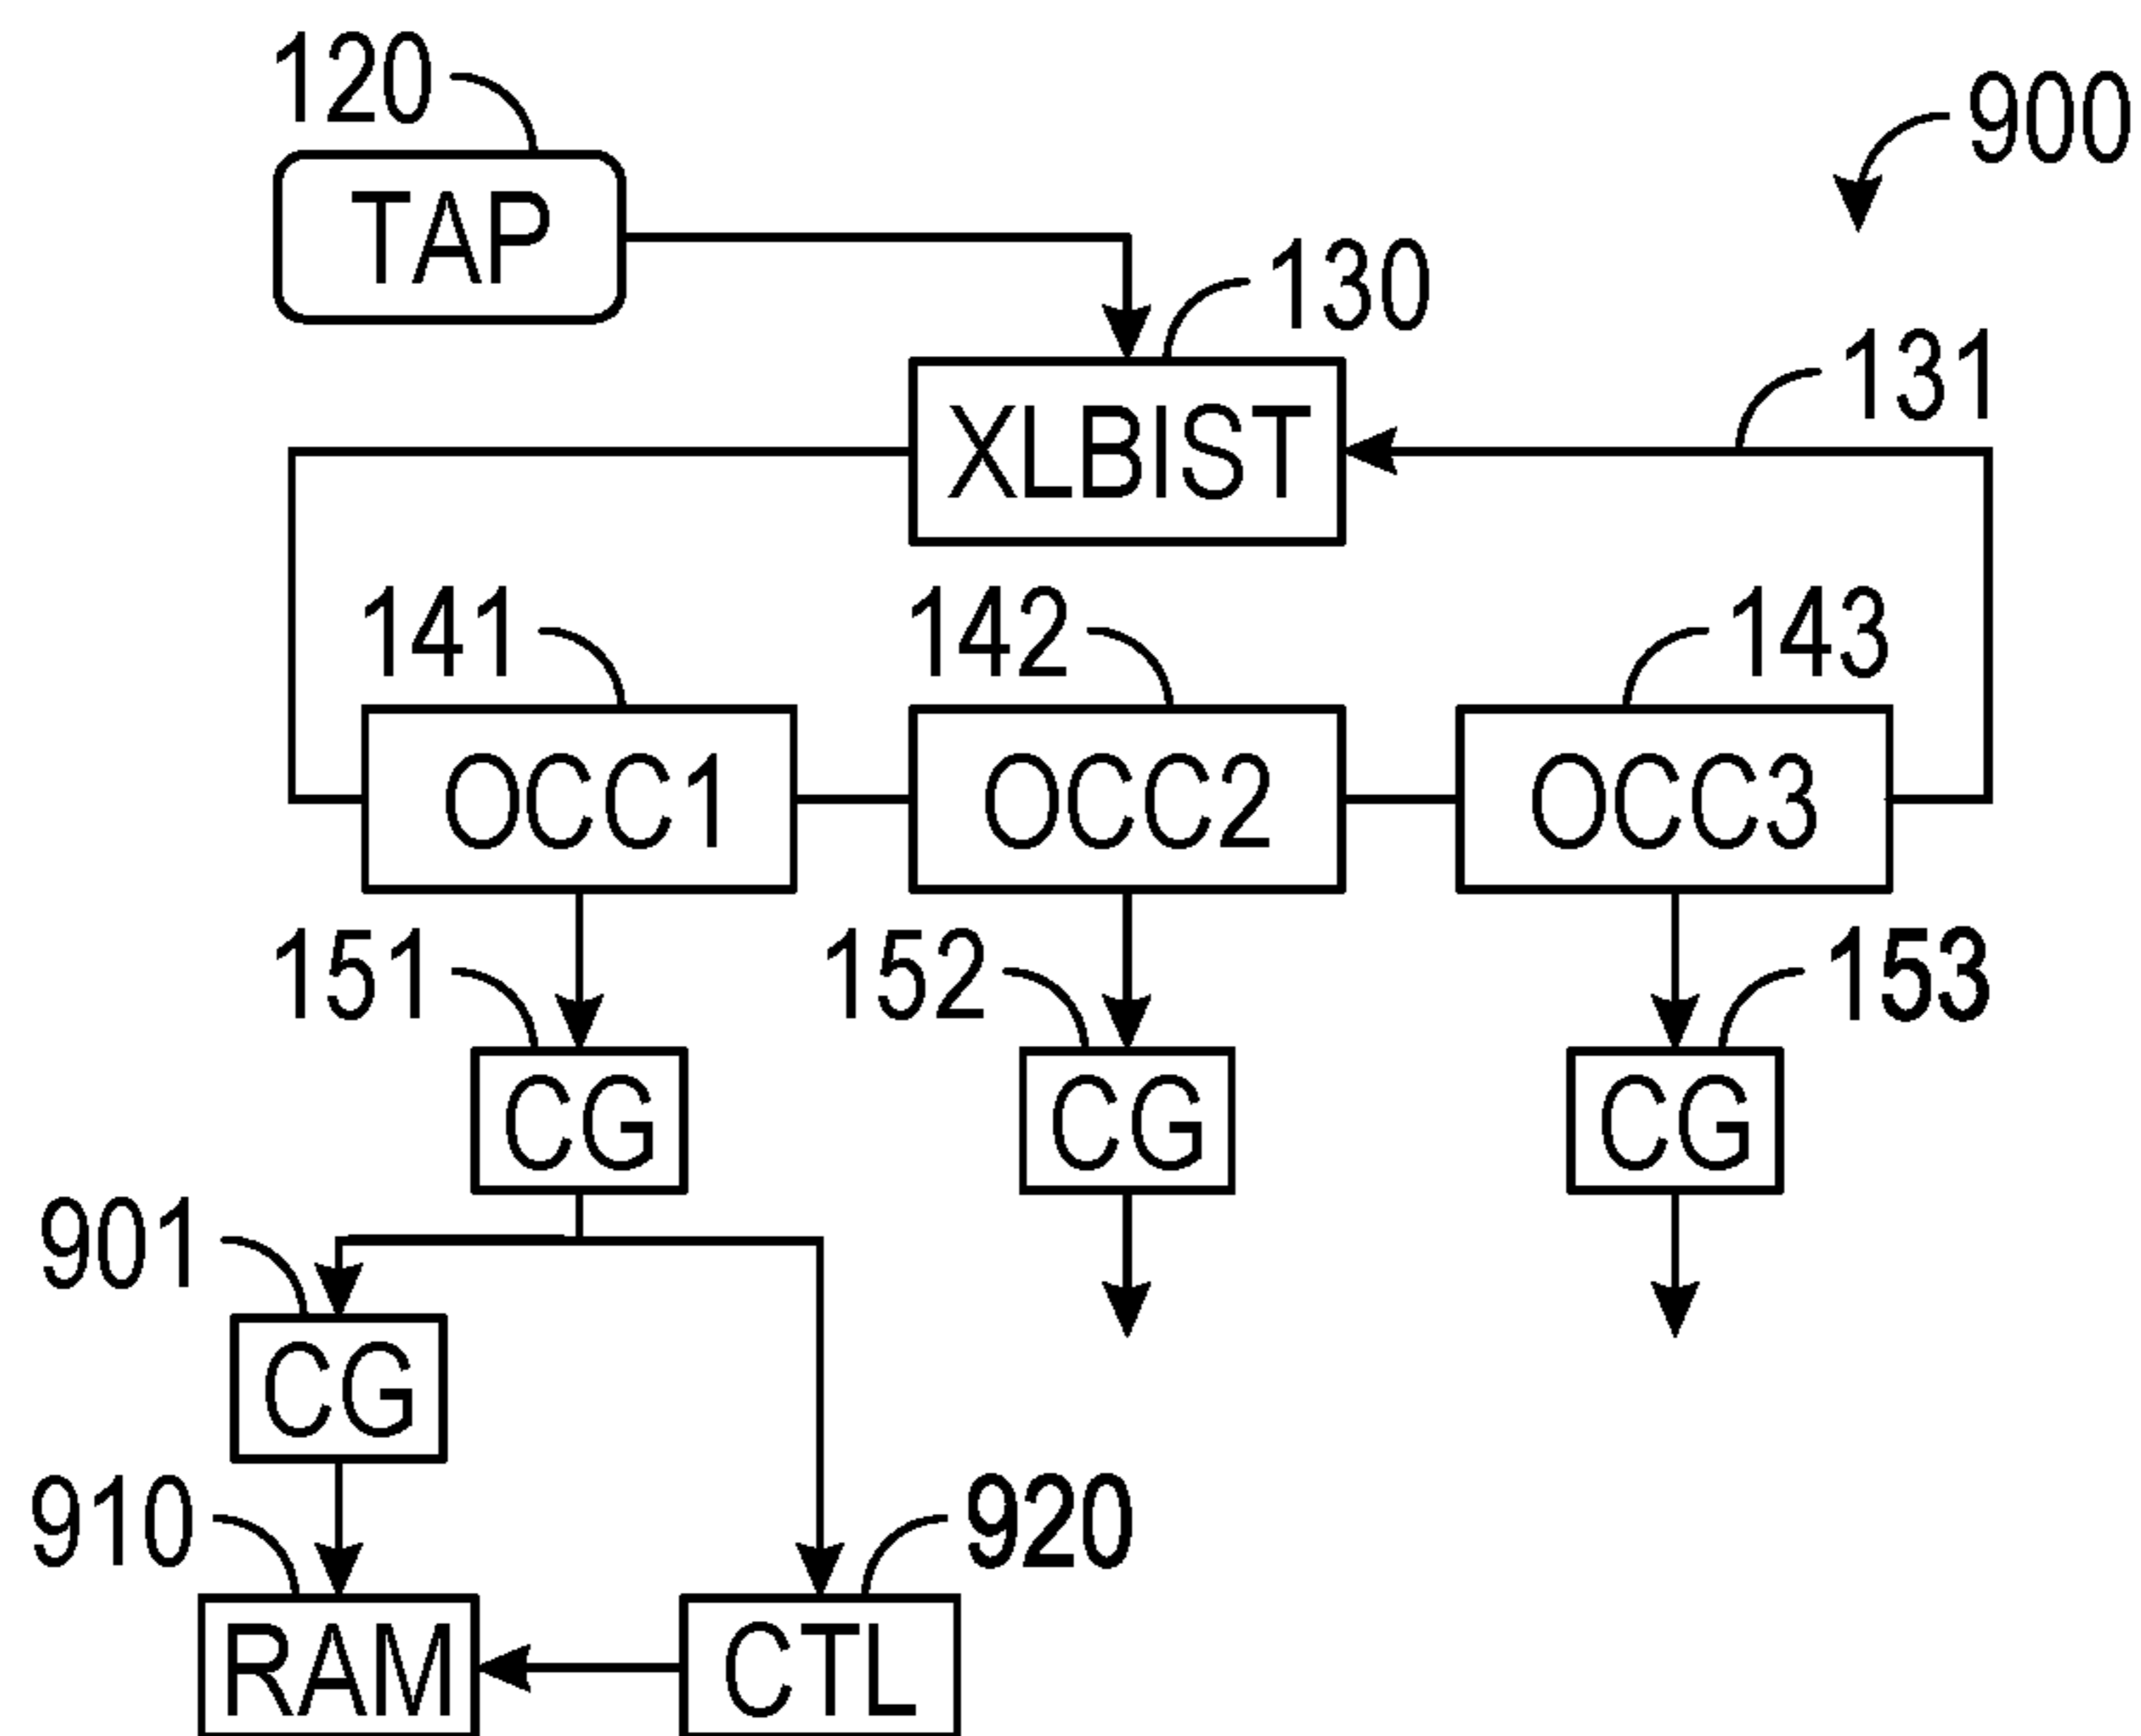 120
900
TAP
130
131
XLBIST
141
142
143
OCC1
OCC2
OCC3
151
152
153
CG
CG
CG
901
CG
910
920
RAM
CTL